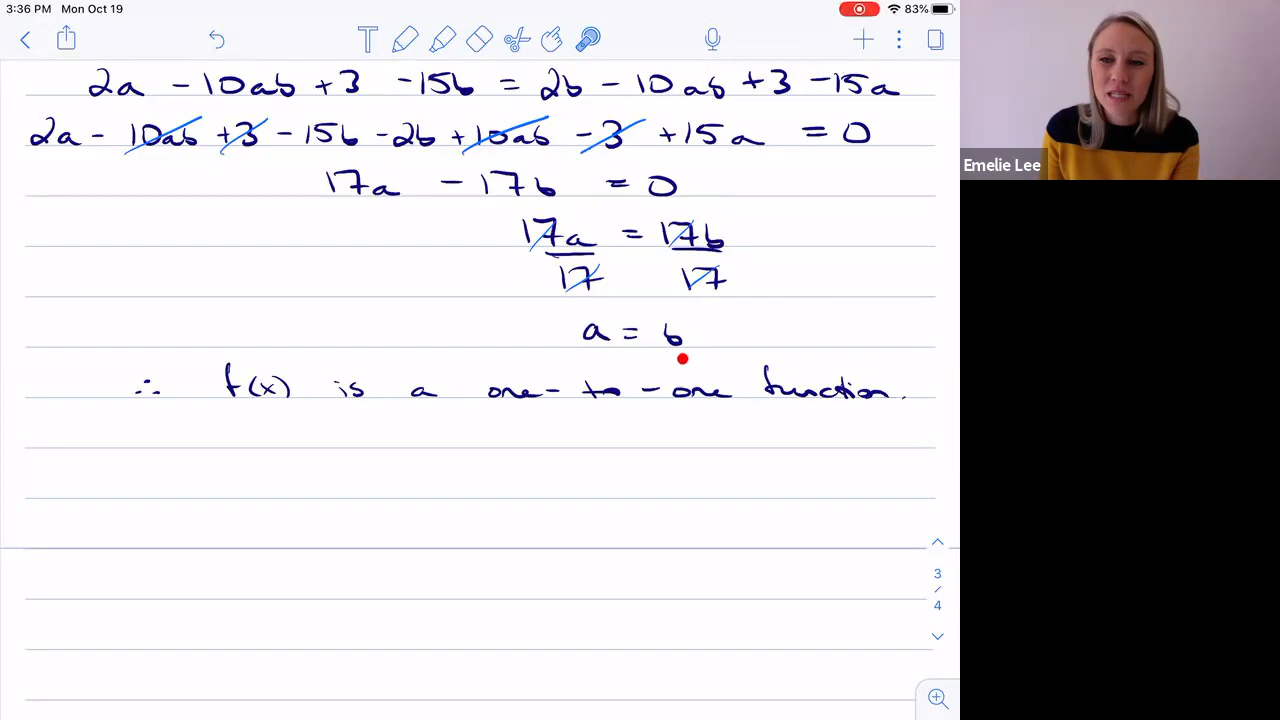 3:36 PM Mon Oct 19
83%
2a - 10ab + 3 - 15b = 2b - 10ab + 3 - 15a
2a - 10ab + 3 - 15b - 2b + 10ab - 3 + 15a = 0
17a - 17b = 0
17a = 17b
17 17
a = b
∴ f(x) is a one-to-one function.
Emelie Lee
3
/
4